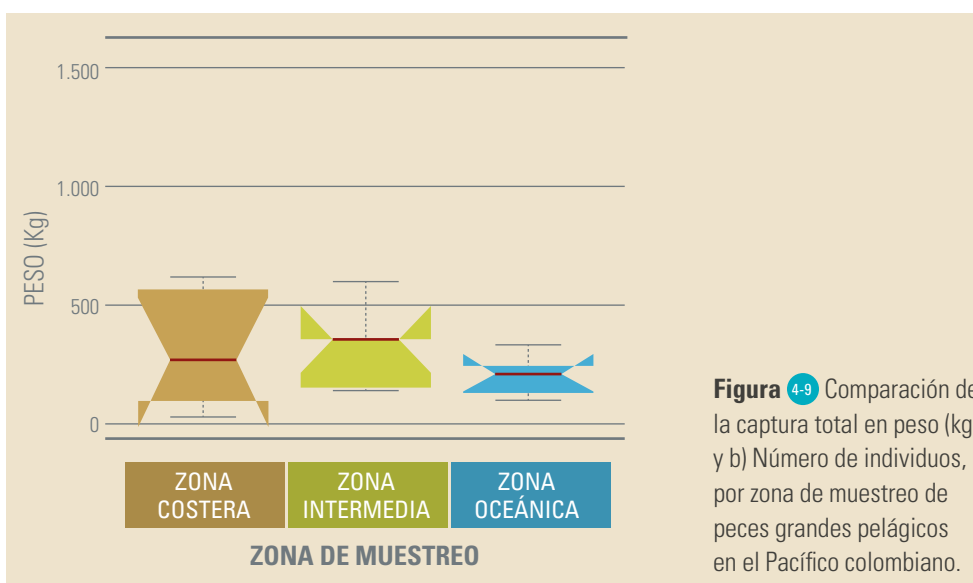 1.500
1.000
500
0
PESO (Kg)
ZONA
COSTERA
ZONA
INTERMEDIA
ZONA
OCEÁNICA
ZONA DE MUESTREO
Figura 4-9 Comparación de
la captura total en peso (kg
y b) Número de individuos,
por zona de muestreo de
peces grandes pelágicos
en el Pacífico colombiano.